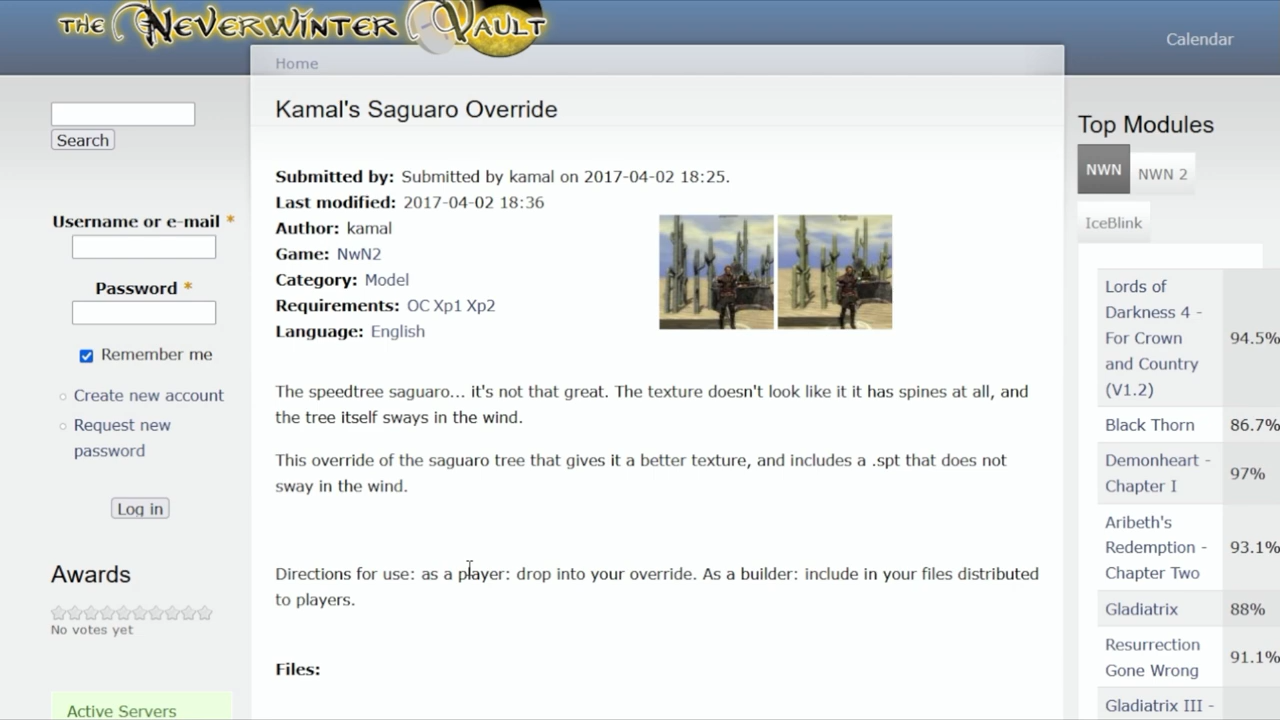 THE NEVERWINTER VAULT
Calendar
Home
Kamal's Saguaro Override
Search
Username or e-mail *
Password *
Remember me
Create new account
Request new
password
Log in
Awards
No votes yet
Active Servers
Submitted by: Submitted by kamal on 2017-04-02 18:25.
Last modified: 2017-04-02 18:36
Author: kamal
Game: NwN2
Category: Model
Requirements: OC Xp1 Xp2
Language: English
The speedtree saguaro... it's not that great. The texture doesn't look like it it has spines at all, and
the tree itself sways in the wind.
This override of the saguaro tree that gives it a better texture, and includes a .spt that does not
sway in the wind.
Directions for use: as a player: drop into your override. As a builder: include in your files distributed
to players.
Files:
Top Modules
NWN
NWN 2
IceBlink
Lords of
Darkness 4 -
For Crown 94.5%
and Country
(V1.2)
Black Thorn 86.7%
Demonheart - 97%
Chapter I
Aribeth's
Redemption - 93.1%
Chapter Two
Gladiatrix 88%
Resurrection 91.1%
Gone Wrong
Gladiatrix III -